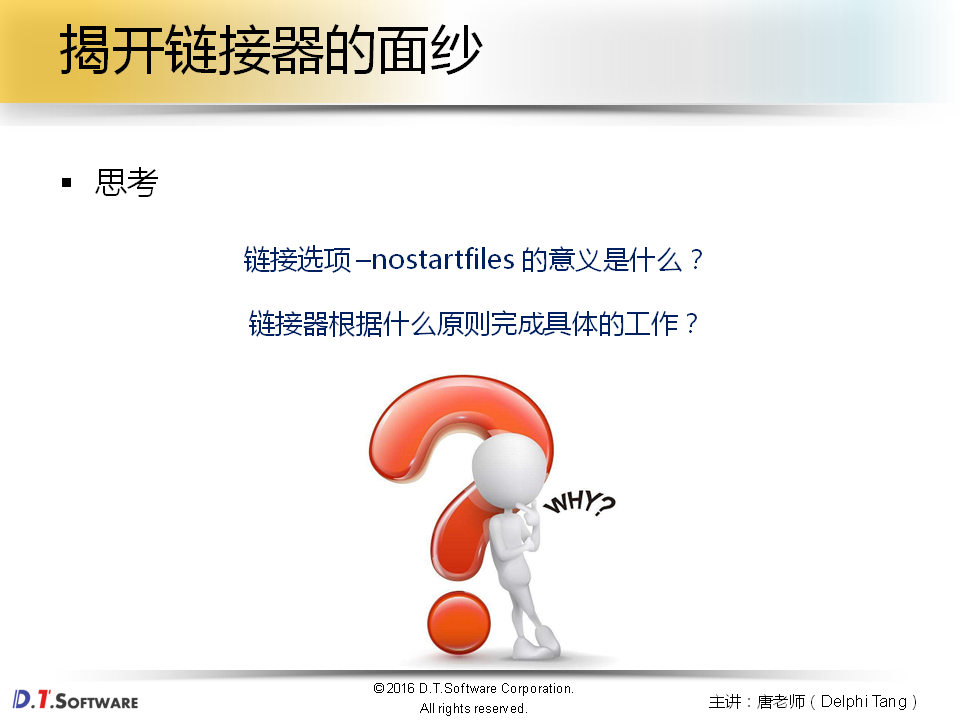 揭开链接器的面纱
▪ 思考
链接选项 –nostartfiles 的意义是什么？
链接器根据什么原则完成具体的工作？
WHY?
D.T.SOFTWARE
© 2016 D.T.Software Corporation.
All rights reserved.
主讲：唐老师（Delphi Tang）